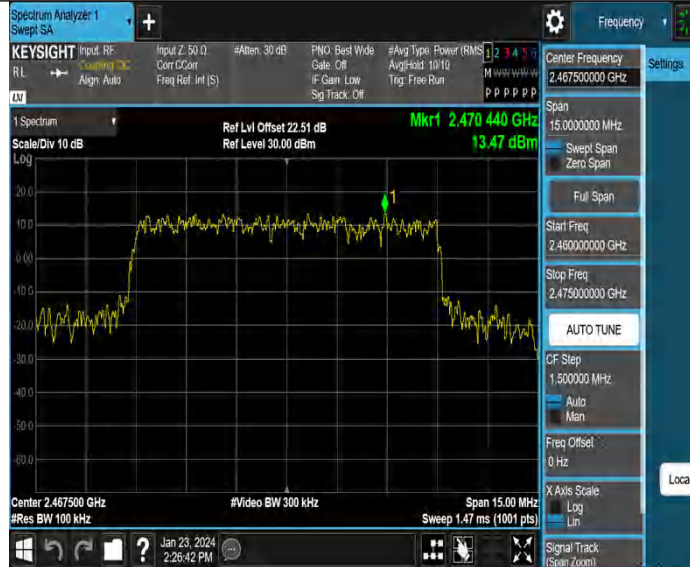 Spectrum Analyzer 1
Swept SA
+
Frequency
KEYSIGHT
Input: RF
Input Z: 50 Ω
#Atten: 30 dB
PNO: Best Wide
#Avg Type: Power (RMS
1 2 3 4 5 6
RL
Coupling: DC
Corr CCorr
Gate: Off
Avg|Hold: 10/10
M W W W W W
Align: Auto
Freq Ref: Int (S)
IF Gain: Low
Trig: Free Run
P P P P P P
Sig Track: Off
LXI
1 Spectrum
Ref Lvl Offset 22.51 dB
Mkr1 2.470 440 GHz
Scale/Div 10 dB
Ref Level 30.00 dBm
13.47 dBm
Log
20.0
1
10.0
0.00
-10.0
-20.0
-30.0
-40.0
-50.0
-60.0
Center 2.467500 GHz
#Video BW 300 kHz
Span 15.00 MHz
#Res BW 100 kHz
Sweep 1.47 ms (1001 pts)
?
Jan 23, 2024
2:26:42 PM
Center Frequency
2.467500000 GHz
Settings
Span
15.0000000 MHz
Swept Span
Zero Span
Full Span
Start Freq
2.460000000 GHz
Stop Freq
2.475000000 GHz
AUTO TUNE
CF Step
1.500000 MHz
Auto
Man
Freq Offset
0 Hz
X Axis Scale
Log
Lin
Loca
Signal Track
(Span Zoom)